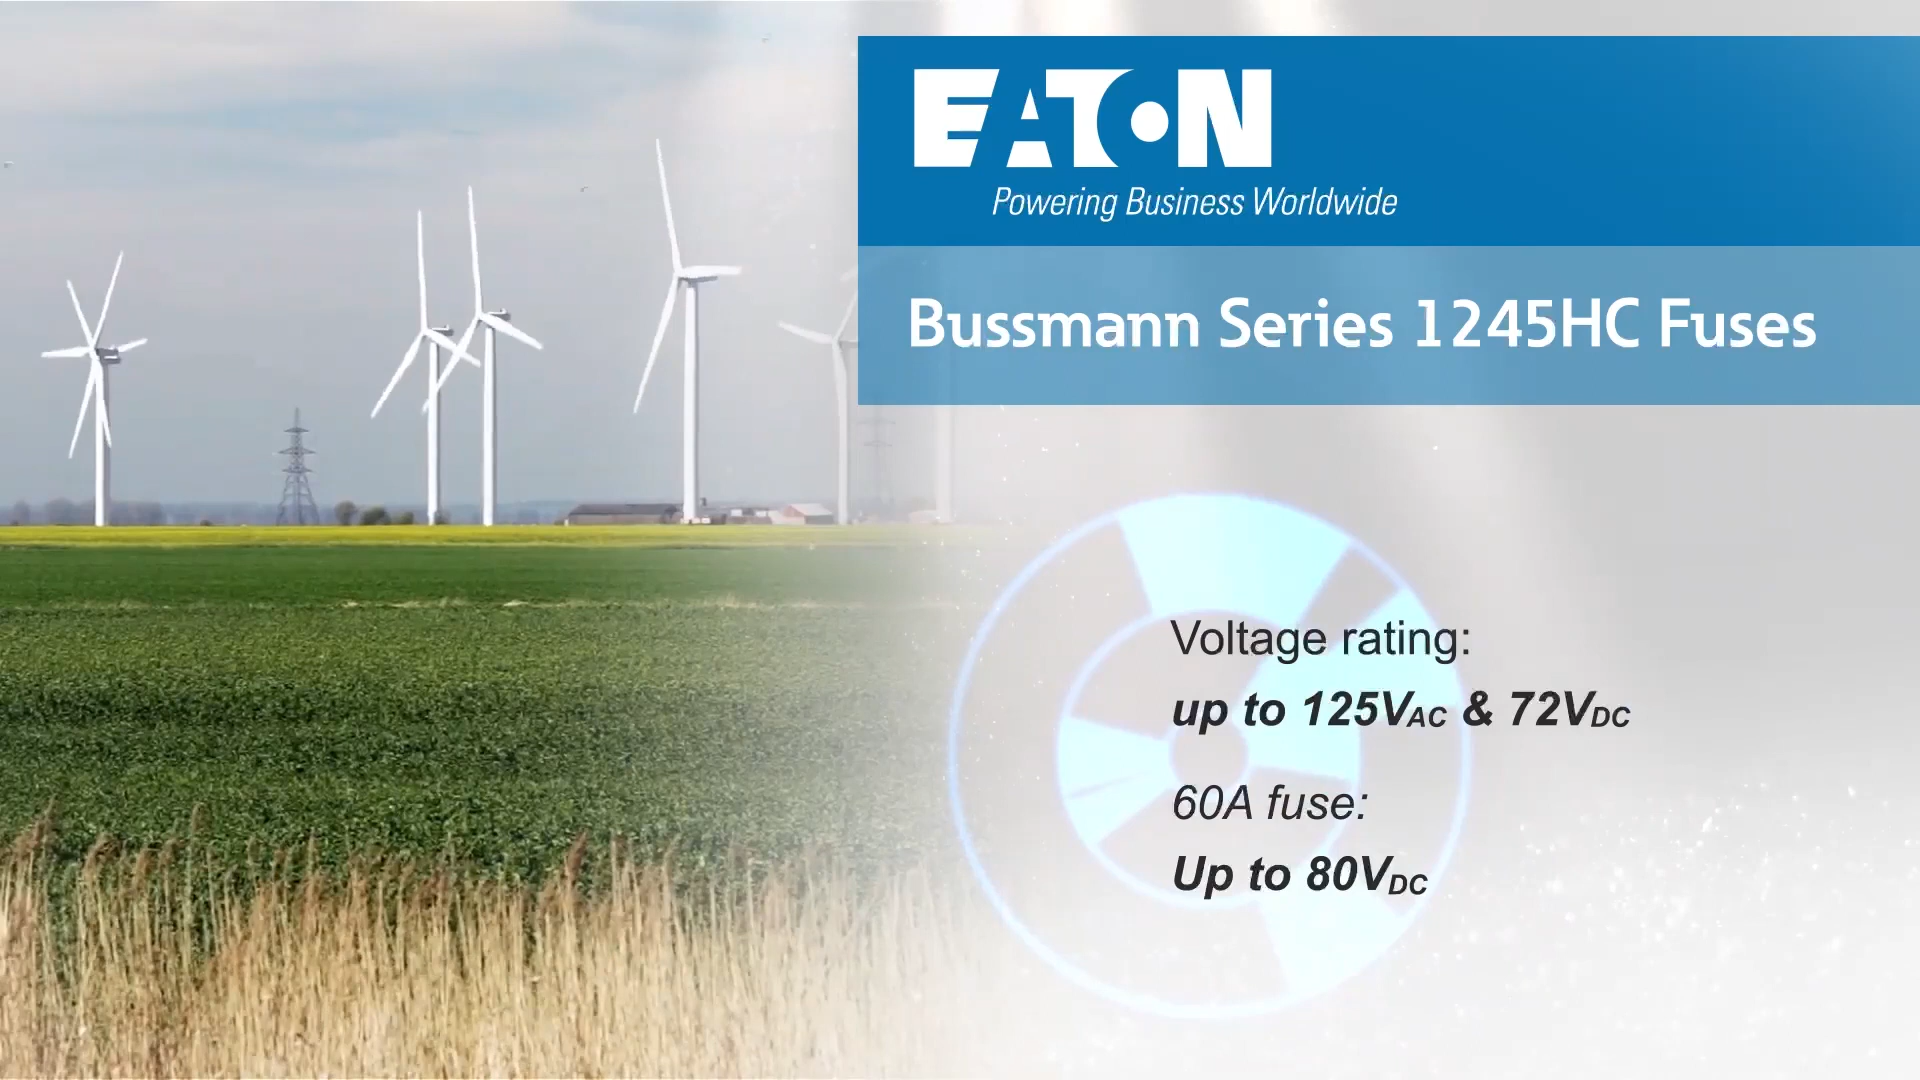 EATON
Powering Business Worldwide
Bussmann Series 1245HC Fuses
Voltage rating:
up to 125VAC & 72VDC
60A fuse:
Up to 80VDC